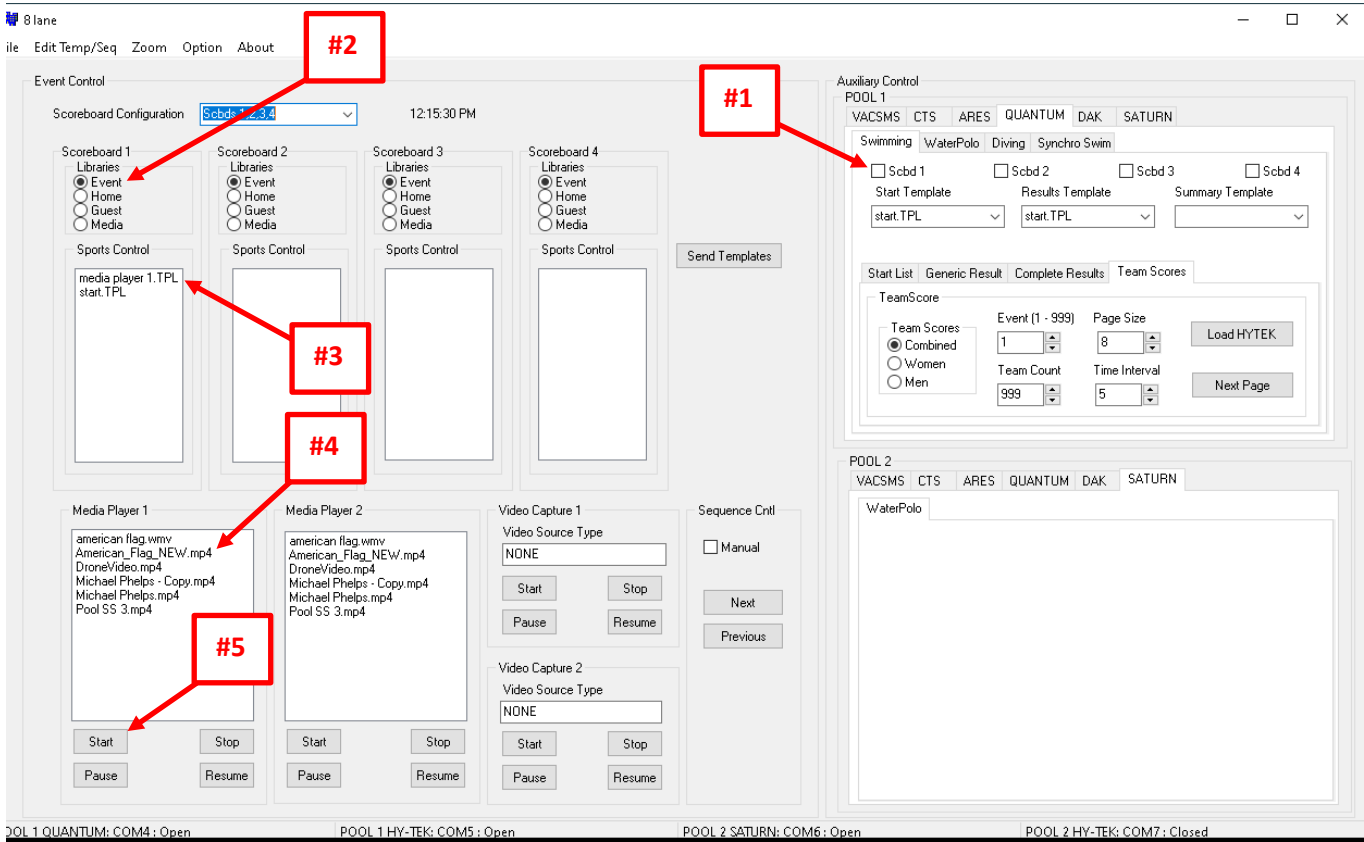 8 lane
ile Edit Temp/Seq Zoom Option About
#2
#1
Event Control
Scoreboard Configuration Scbds 1,2,3,4 12:15:30 PM
Scoreboard 1 Scoreboard 2 Scoreboard 3 Scoreboard 4
Libraries Libraries Libraries Libraries
Event Event Event Event
Home Home Home Home
Guest Guest Guest Guest
Media Media Media Media
Sports Control Sports Control Sports Control Sports Control
media player 1.TPL
start.TPL
Send Templates
#3
#4
Media Player 1
american flag.wmv
American_Flag_NEW.mp4
DroneVideo.mp4
Michael Phelps - Copy.mp4
Michael Phelps.mp4
Pool SS 3.mp4
#5
Start Stop
Pause Resume
Media Player 2
american flag.wmv
American_Flag_NEW.mp4
DroneVideo.mp4
Michael Phelps - Copy.mp4
Michael Phelps.mp4
Pool SS 3.mp4
Start Stop
Pause Resume
Video Capture 1
Video Source Type
NONE
Start Stop
Pause Resume
Video Capture 2
Video Source Type
NONE
Start Stop
Pause Resume
Sequence Cntl
Manual
Next
Previous
Auxiliary Control
POOL 1
VACSMS CTS ARES QUANTUM DAK SATURN
Swimming WaterPolo Diving Synchro Swim
Scbd 1 Scbd 2 Scbd 3 Scbd 4
Start Template Results Template Summary Template
start.TPL start.TPL
Start List Generic Result Complete Results Team Scores
TeamScore
Team Scores
Combined
Women
Men
Event (1 - 999) Page Size
1 8
Team Count Time Interval
999 5
Load HYTEK
Next Page
POOL 2
VACSMS CTS ARES QUANTUM DAK SATURN
WaterPolo
OOL 1 QUANTUM: COM4 : Open POOL 1 HY-TEK: COM5 : Open POOL 2 SATURN: COM6 : Open POOL 2 HY-TEK: COM7 : Closed